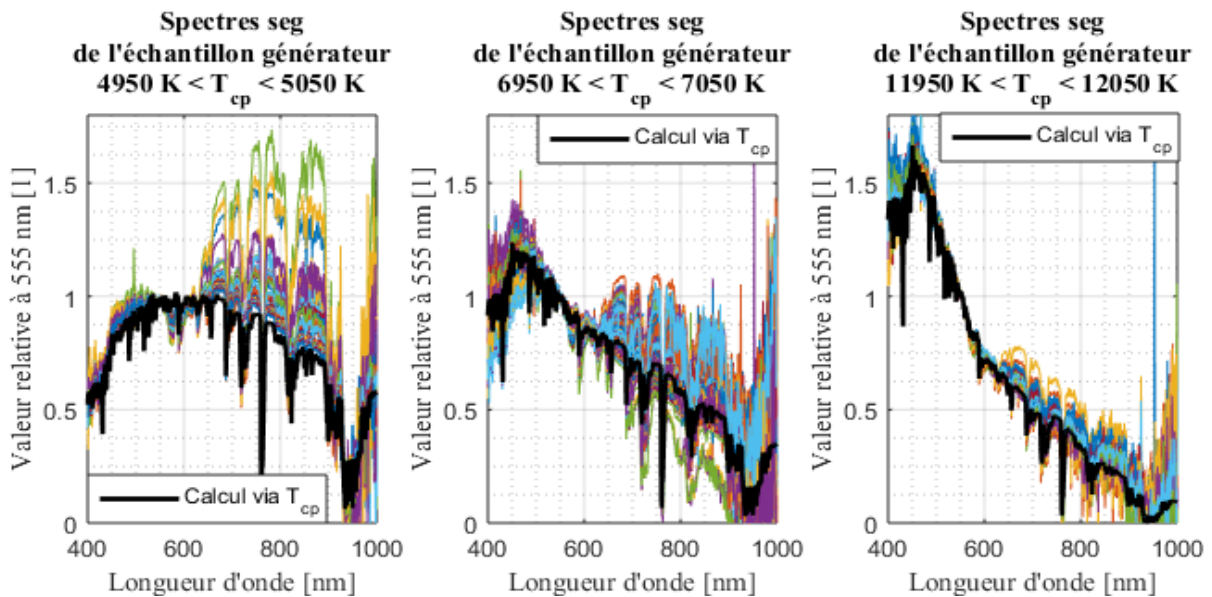 Spectres seg
de l'échantillon générateur
4950 K < Tcp < 5050 K
Valeur relative à 555 nm [1]
1.5
1
0.5
0
Calcul via Tcp
400
600
800
1000
Longueur d'onde [nm]
Spectres seg
de l'échantillon générateur
6950 K < Tcp < 7050 K
Valeur relative à 555 nm [1]
1.5
1
0.5
0
Calcul via Tcp
400
600
800
1000
Longueur d'onde [nm]
Spectres seg
de l'échantillon générateur
11950 K < Tcp < 12050 K
Valeur relative à 555 nm [1]
1.5
1
0.5
0
Calcul via Tcp
400
600
800
1000
Longueur d'onde [nm]